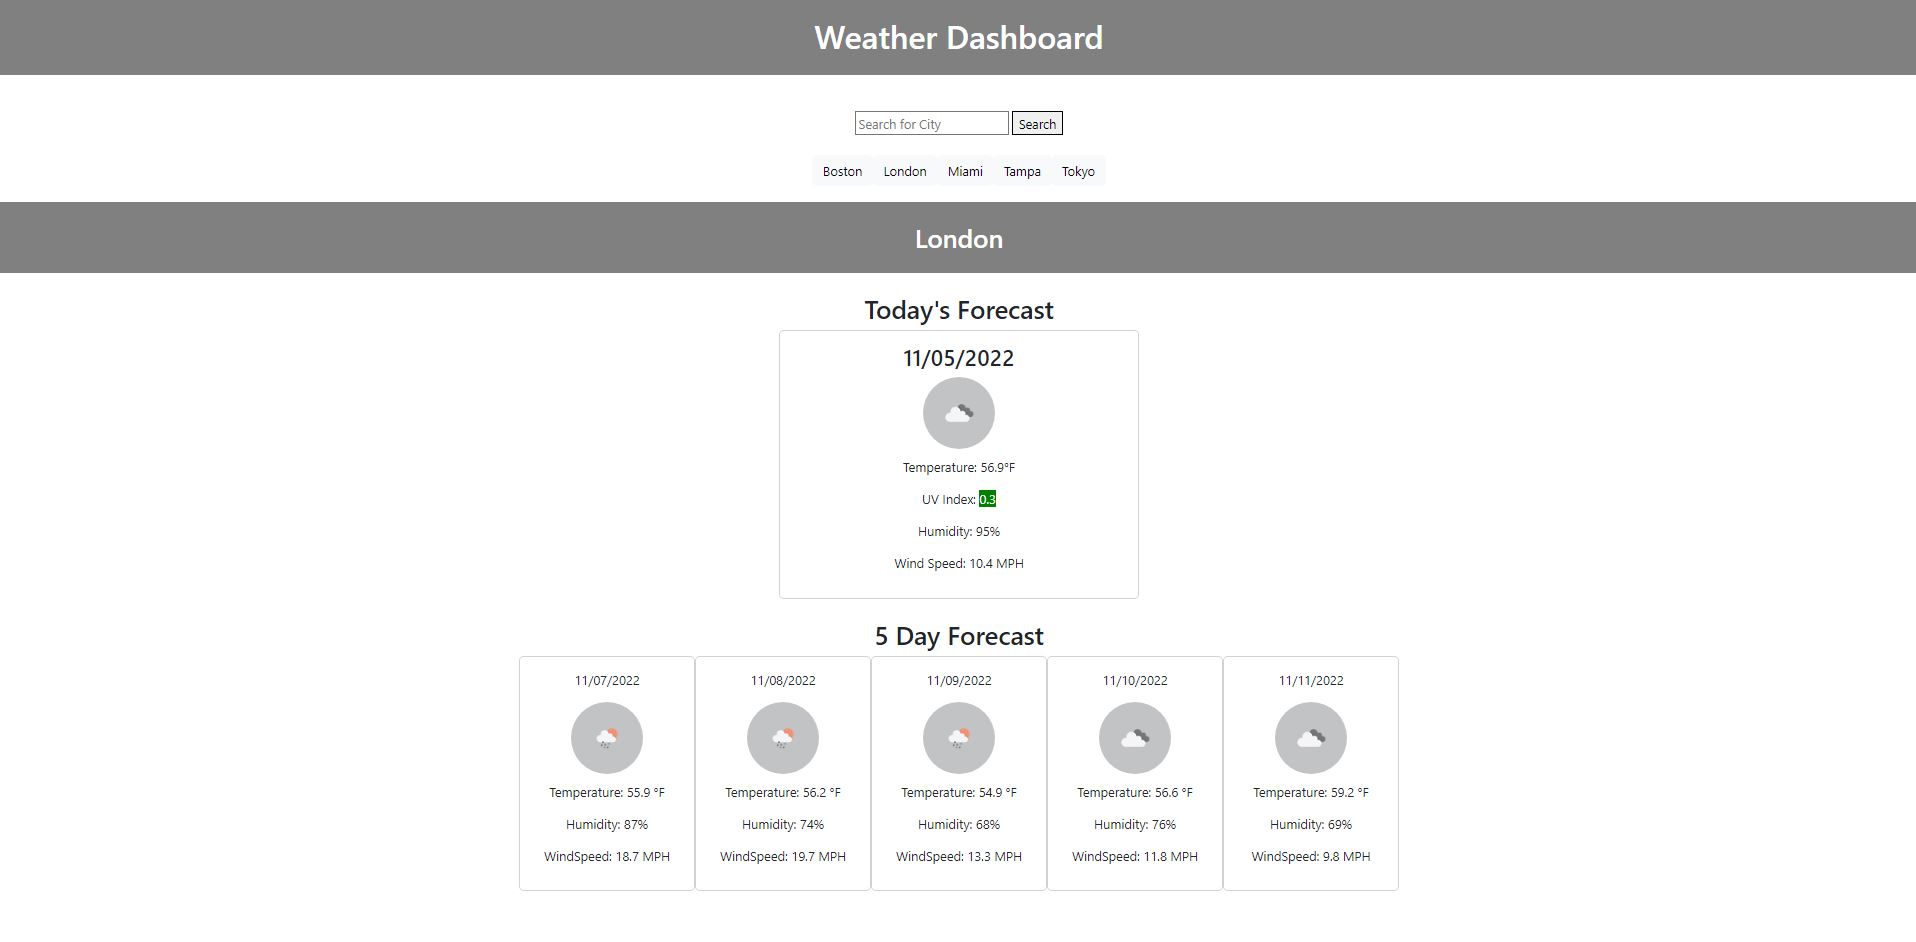 Weather Dashboard
Search for City Search
Boston London Miami Tampa Tokyo
London
Today's Forecast
11/05/2022
Temperature: 56.9°F
UV Index: 0.3
Humidity: 95%
Wind Speed: 10.4 MPH
5 Day Forecast
11/07/2022
Temperature: 55.9 °F
Humidity: 87%
WindSpeed: 18.7 MPH
11/08/2022
Temperature: 56.2 °F
Humidity: 74%
WindSpeed: 19.7 MPH
11/09/2022
Temperature: 54.9 °F
Humidity: 68%
WindSpeed: 13.3 MPH
11/10/2022
Temperature: 56.6 °F
Humidity: 76%
WindSpeed: 11.8 MPH
11/11/2022
Temperature: 59.2 °F
Humidity: 69%
WindSpeed: 9.8 MPH